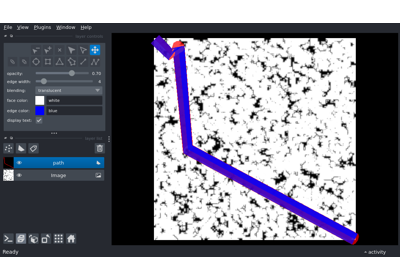 File View Plugins Window Help
opacity: 0.70
edge width: 4
blending: translucent
face color: white
edge color: blue
display text:
path
Image
Ready activity